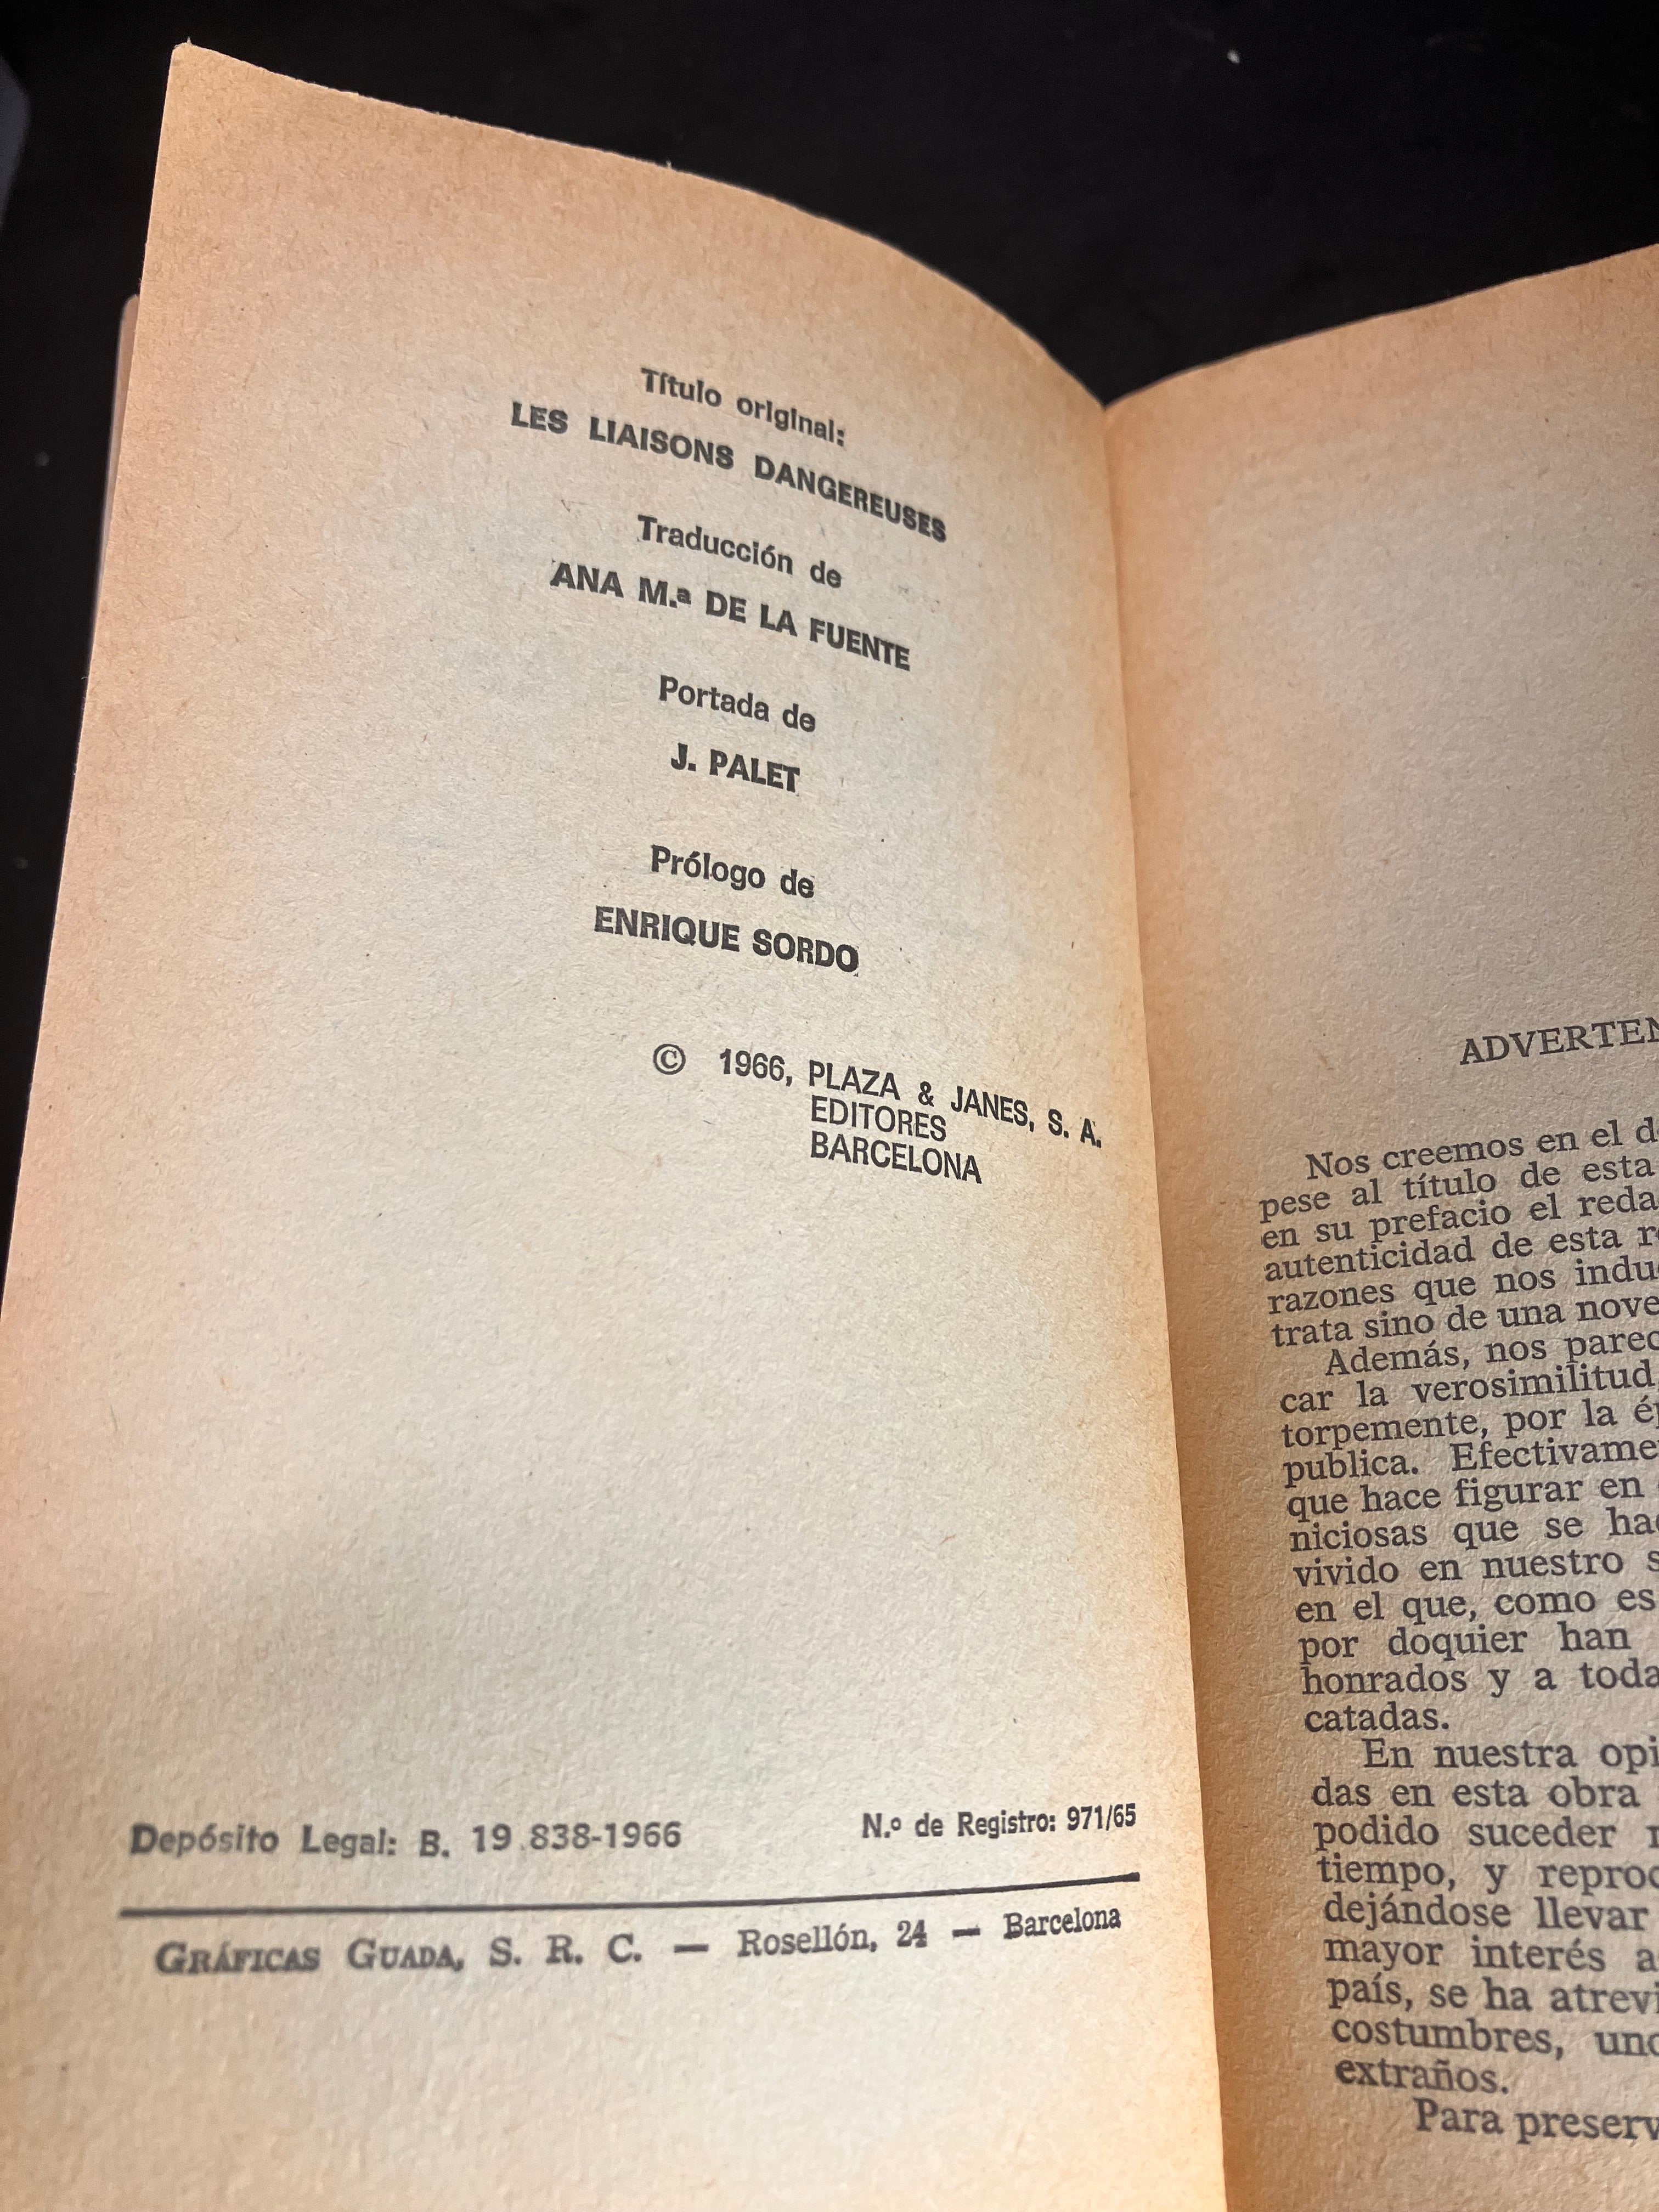 Título original:
LES LIAISONS DANGEREUSES
Traducción de
ANA M.ª DE LA FUENTE
Portada de
J. PALET
Prólogo de
ENRIQUE SORDO
© 1966, PLAZA & JANES, S. A.
EDITORES
BARCELONA
Depósito Legal: B. 19.838-1966 N.º de Registro: 971/65
GRÁFICAS GUADA, S. R. C. — Rosellón, 24 — Barcelona
ADVERTEN
Nos creemos en el
pese al título de esta
en su prefacio el reda
autenticidad de esta
razones que nos indu
trata sino de una nove
Además, nos parec
car la verosimilitud
torpemente, por la
publica. Efectivame
que hace figurar en
niciosas que se ha
vivido en nuestro s
en el que, como es
por doquier han
honrados y a toda
catadas.
En nuestra opi
das en esta obra
podido suceder
tiempo, y reproc
dejándose llevar
mayor interés a
país, se ha atrevi
costumbres, uno
extraños.
Para preserv